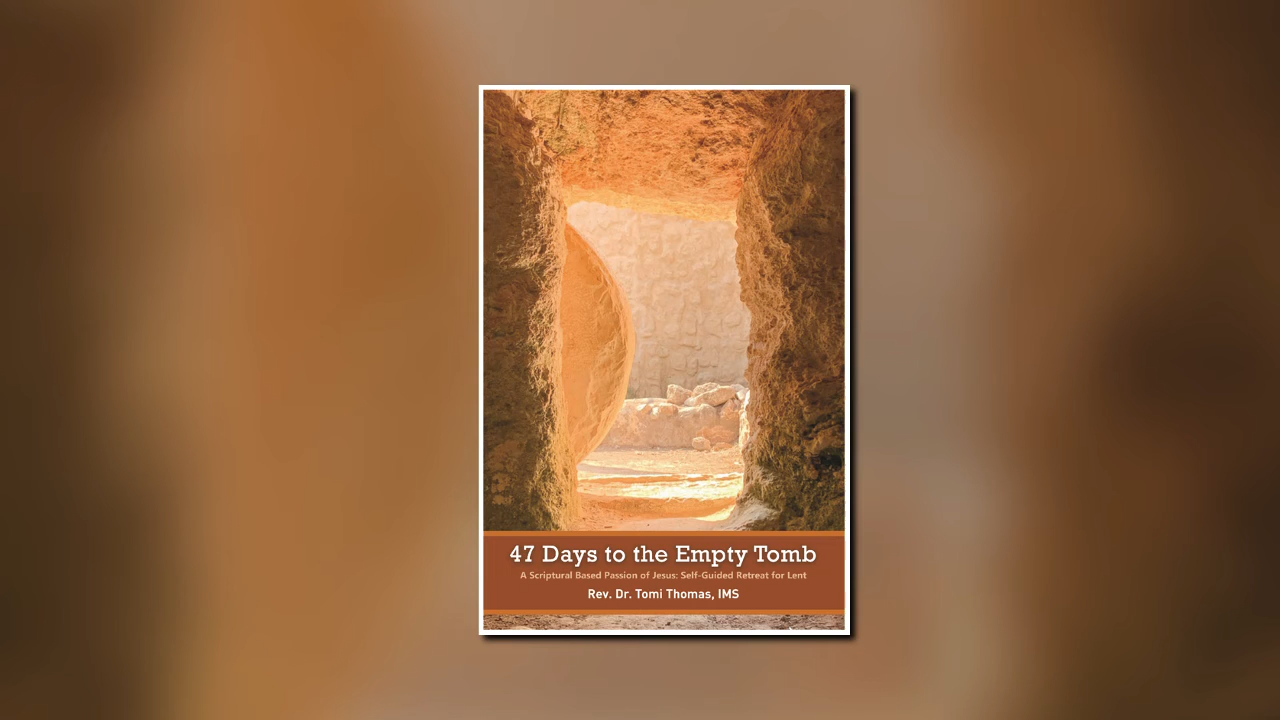 47 Days to the Empty Tomb
A Scriptural Based Passion of Jesus: Self-Guided Retreat for Lent
Rev. Dr. Tomi Thomas, IMS